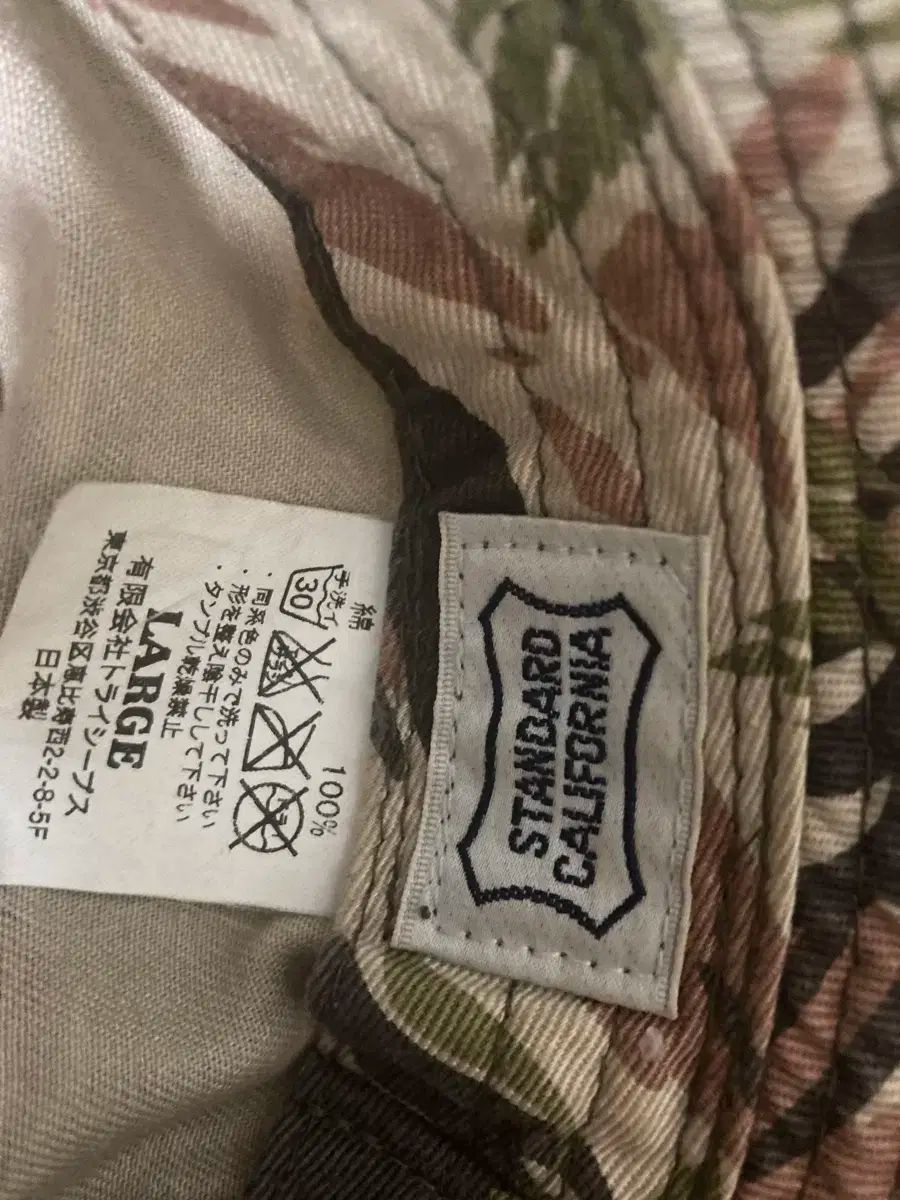 綿 100%
手洗イ
30
・同系色のみで洗って下さい
・形を整え陰干しして下さい
・タンブル乾燥禁止
LARGE
有限会社トライシープス
東京都渋谷区恵比寿西2-2-8-5F
日本製
STANDARD
CALIFORNIA